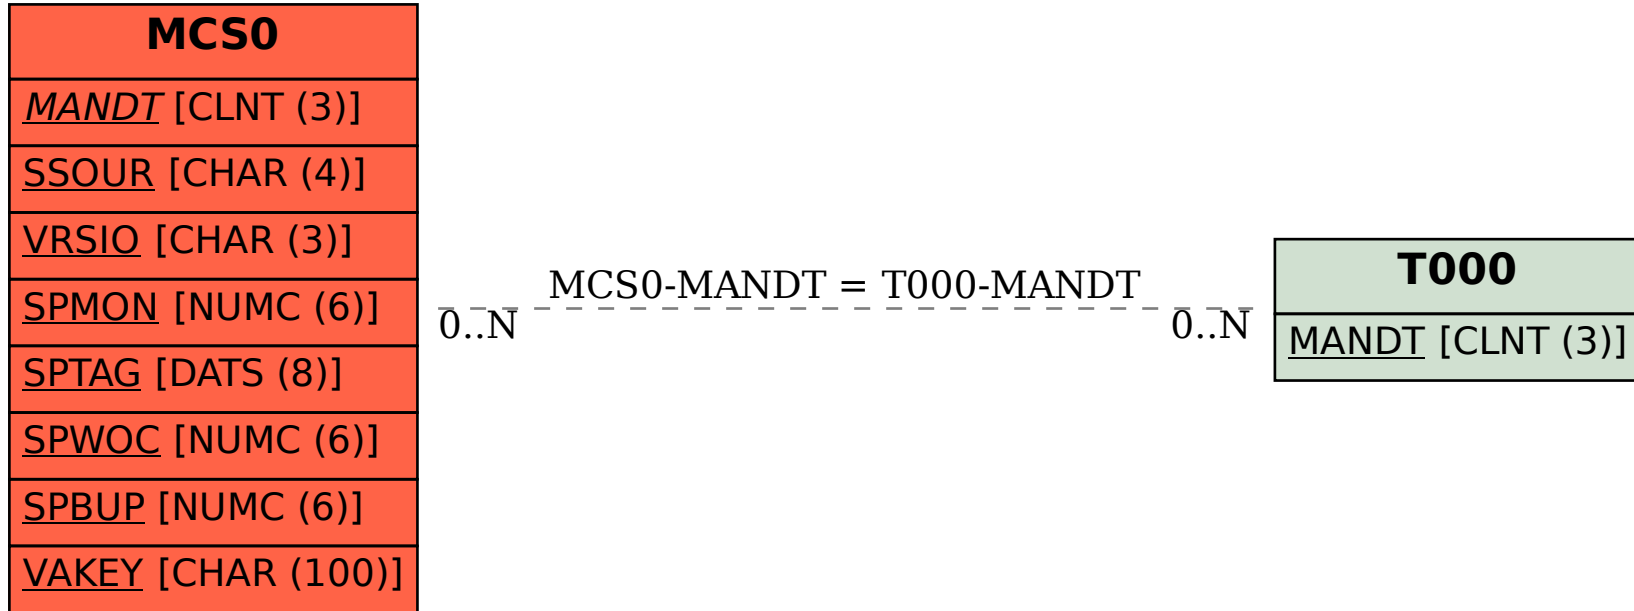 MCS0
MANDT [CLNT (3)]
SSOUR [CHAR (4)]
VRSIO [CHAR (3)]
SPMON [NUMC (6)]
SPTAG [DATS (8)]
SPWOC [NUMC (6)]
SPBUP [NUMC (6)]
VAKEY [CHAR (100)]
MCS0-MANDT = T000-MANDT
0..N
0..N
T000
MANDT [CLNT (3)]